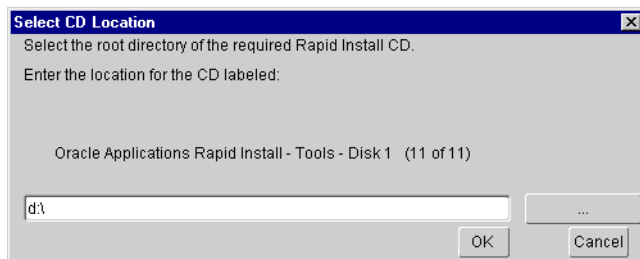 Select CD Location
Select the root directory of the required Rapid Install CD.
Enter the location for the CD labeled:
Oracle Applications Rapid Install - Tools - Disk 1   (11 of 11)
d:\
...
OK
Cancel